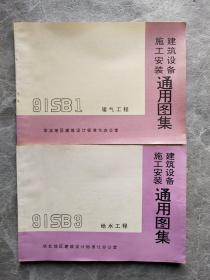 建筑设备
施工安装
通用图集
91SB1
暖气工程
华北地区建筑设计标准化办公室
建筑设备
施工安装
通用图集
91SB3
给水工程
华北地区建筑设计标准化办公室